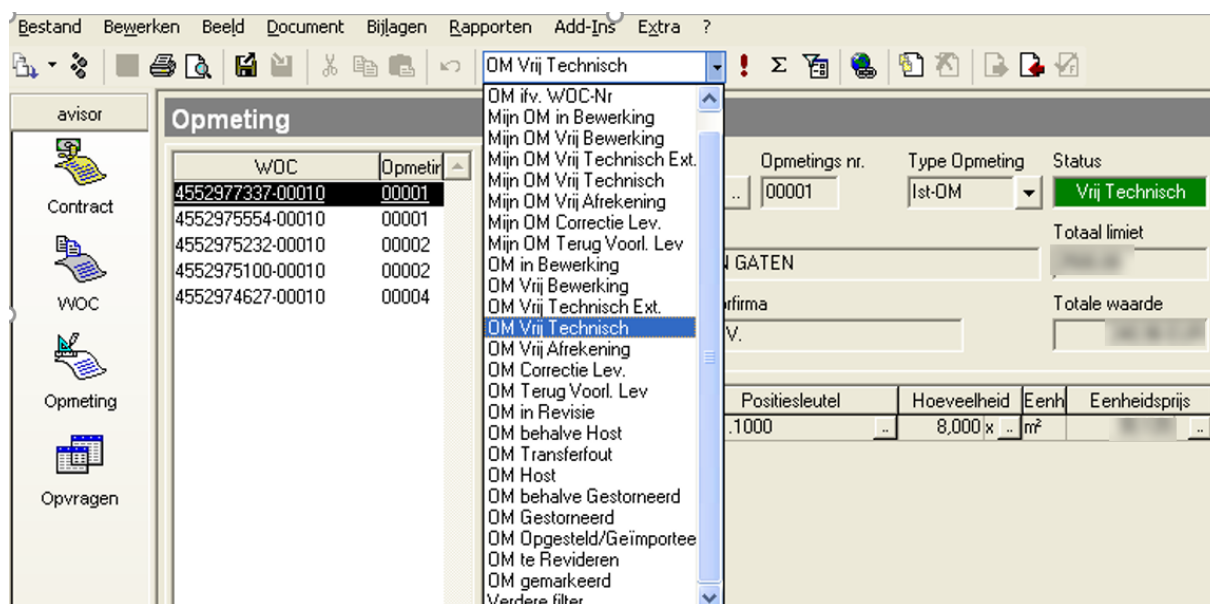 Bestand Bewerken Beeld Document Bijlagen Rapporten Add-Ins Extra ?
OM Vrij Technisch
avisor
Contract
WOC
Opmeting
Opvragen
Opmeting
WOC Opmetin
4552977337-00010 00001
4552975554-00010 00001
4552975232-00010 00002
4552975100-00010 00002
4552974627-00010 00004
OM ifv. WOC-Nr
Mijn OM in Bewerking
Mijn OM Vrij Bewerking
Mijn OM Vrij Technisch Ext.
Mijn OM Vrij Technisch
Mijn OM Vrij Afrekening
Mijn OM Correctie Lev.
Mijn OM Terug Voorl. Lev
OM in Bewerking
OM Vrij Bewerking
OM Vrij Technisch Ext.
OM Vrij Technisch
OM Vrij Afrekening
OM Correctie Lev.
OM Terug Voorl. Lev
OM in Revisie
OM behalve Host
OM Transferfout
OM Host
OM behalve Gestorneerd
OM Gestorneerd
OM Opgesteld/Geïmportee
OM te Revideren
OM gemarkeerd
Verdere filter
Opmetings nr. Type Opmeting Status
.. 00001 Ist-OM Vrij Technisch
Totaal limiet
GATEN
firma Totale waarde
V.
Positiesleutel Hoeveelheid Eenh Eenheidsprijs
.1000 .. 8,000 x .. m² ..